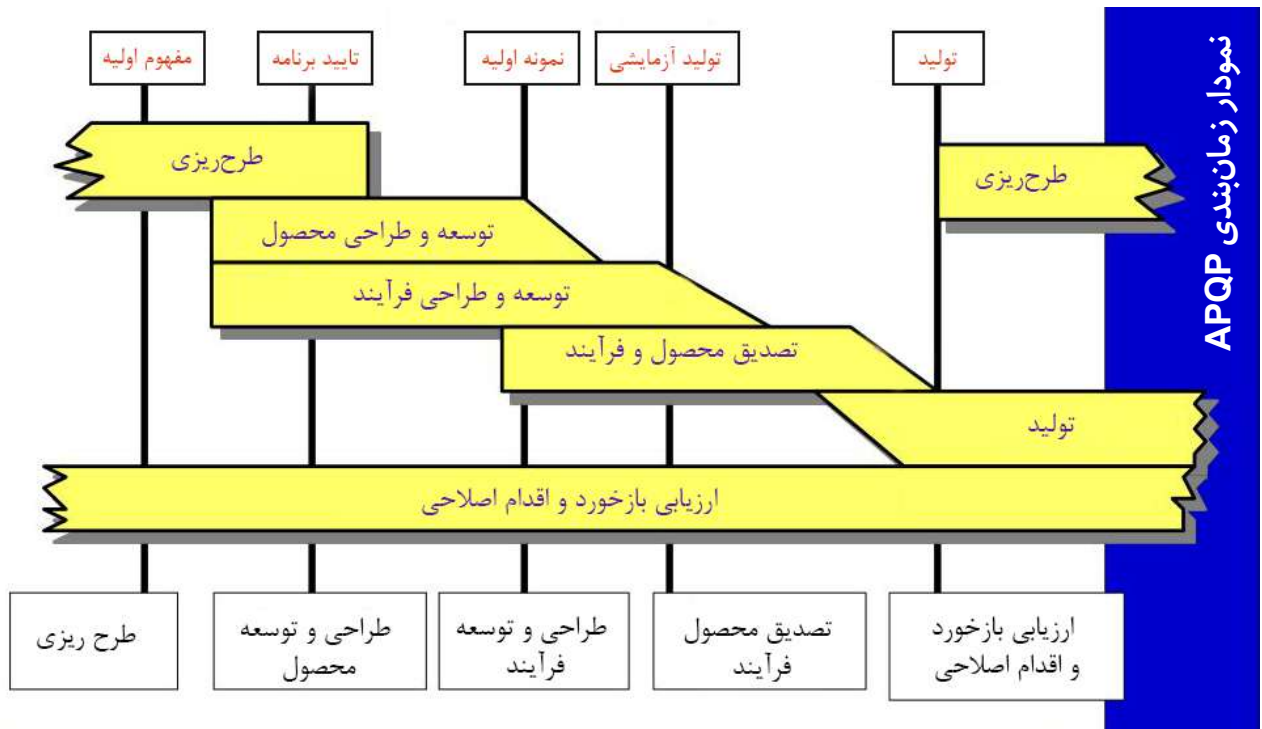 نمودار زمان‌بندی APQP
مفهوم اولیه
تایید برنامه
نمونه اولیه
تولید آزمایشی
تولید
طرح‌ریزی
طرح‌ریزی
توسعه و طراحی محصول
توسعه و طراحی فرآیند
تصدیق محصول و فرآیند
تولید
ارزیابی بازخورد و اقدام اصلاحی
طرح ریزی
طراحی و توسعه
محصول
طراحی و توسعه
فرآیند
تصدیق محصول
فرآیند
ارزیابی بازخورد
و اقدام اصلاحی